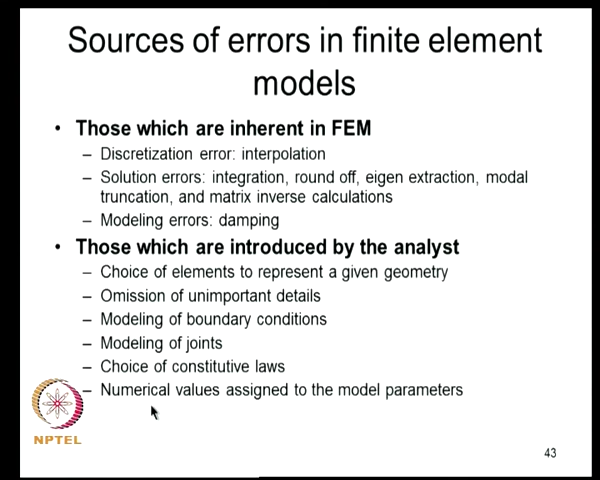 Sources of errors in finite element
models
• Those which are inherent in FEM
– Discretization error: interpolation
– Solution errors: integration, round off, eigen extraction, modal
truncation, and matrix inverse calculations
– Modeling errors: damping
• Those which are introduced by the analyst
– Choice of elements to represent a given geometry
– Omission of unimportant details
– Modeling of boundary conditions
– Modeling of joints
– Choice of constitutive laws
– Numerical values assigned to the model parameters
NPTEL
43